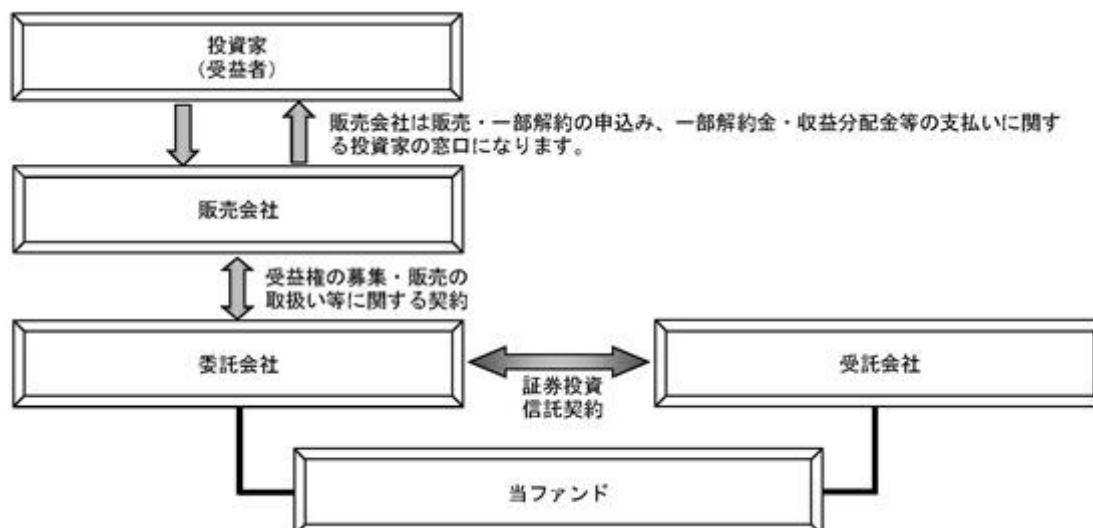 投資家
（受益者）
販売会社は販売・一部解約の申込み、一部解約金・収益分配金等の支払いに関す
る投資家の窓口になります。
販売会社
受益権の募集・販売の
取扱い等に関する契約
委託会社
証券投資
信託契約
受託会社
当ファンド